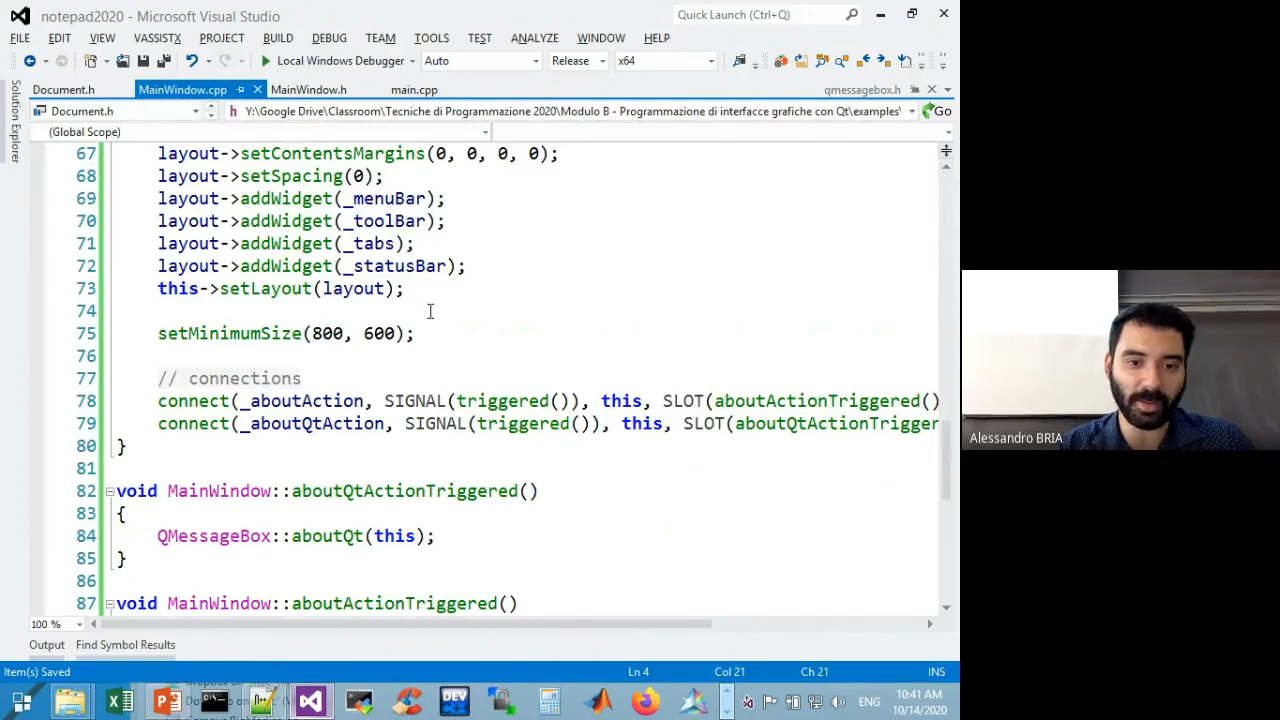 notepad2020 - Microsoft Visual Studio
Quick Launch (Ctrl+Q)
FILE EDIT VIEW VASSISTX PROJECT BUILD DEBUG TEAM TOOLS TEST ANALYZE WINDOW HELP
Local Windows Debugger Auto Release x64
Solution Explorer
Document.h MainWindow.cpp MainWindow.h main.cpp qmessagebox.h
Document.h Y:\Google Drive\Classroom\Tecniche di Programmazione 2020\Modulo B - Programmazione di interfacce grafiche con Qt\examples\ Go
(Global Scope)
67 layout->setContentsMargins(0, 0, 0, 0);
68 layout->setSpacing(0);
69 layout->addWidget(_menuBar);
70 layout->addWidget(_toolBar);
71 layout->addWidget(_tabs);
72 layout->addWidget(_statusBar);
73 this->setLayout(layout);
74
75 setMinimumSize(800, 600);
76
77 // connections
78 connect(_aboutAction, SIGNAL(triggered()), this, SLOT(aboutActionTriggered()
79 connect(_aboutQtAction, SIGNAL(triggered()), this, SLOT(aboutQtActionTrigger
80 }
81
82 void MainWindow::aboutQtActionTriggered()
83 {
84 QMessageBox::aboutQt(this);
85 }
86
87 void MainWindow::aboutActionTriggered()
100 %
Output Find Symbol Results
Item(s) Saved Ln 4 Col 21 Ch 21 INS
DEV
ENG
10:41 AM
10/14/2020
Alessandro BRIA